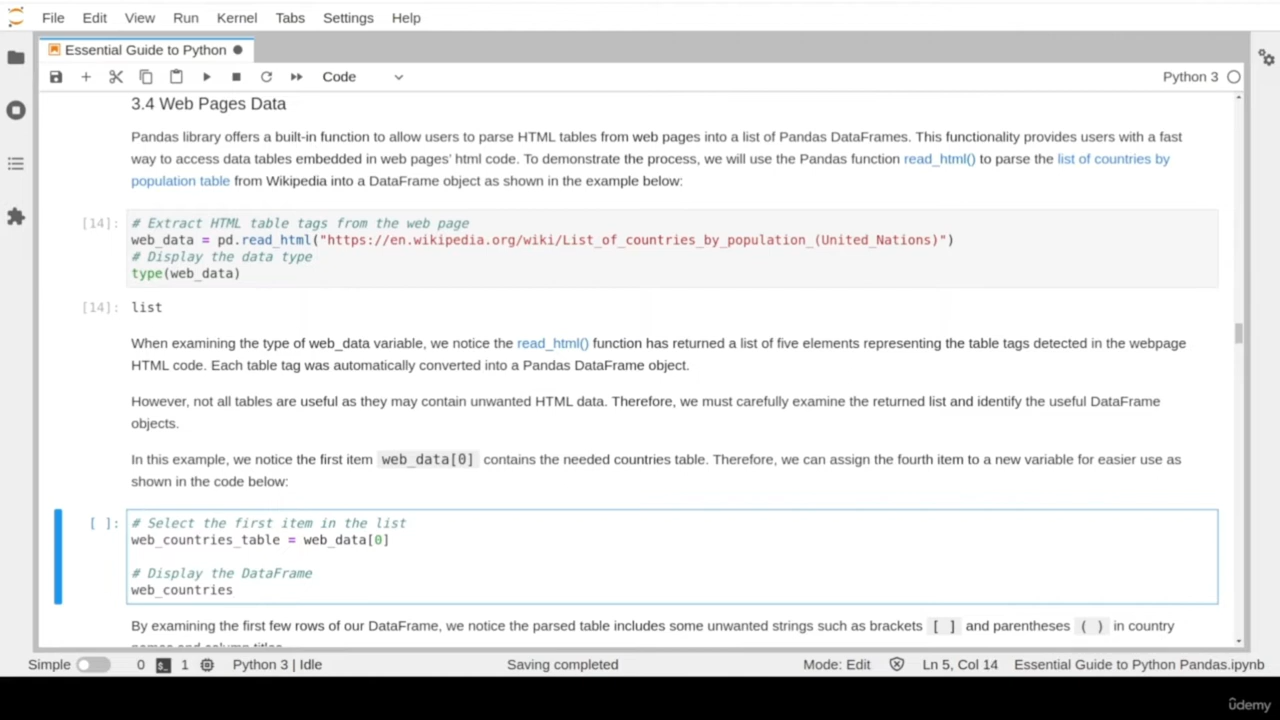 File Edit View Run Kernel Tabs Settings Help
Essential Guide to Python
Code
Python 3
3.4 Web Pages Data
Pandas library offers a built-in function to allow users to parse HTML tables from web pages into a list of Pandas DataFrames. This functionality provides users with a fast
way to access data tables embedded in web pages' html code. To demonstrate the process, we will use the Pandas function read_html() to parse the list of countries by
population table from Wikipedia into a DataFrame object as shown in the example below:
[14]: # Extract HTML table tags from the web page
web_data = pd.read_html("https://en.wikipedia.org/wiki/List_of_countries_by_population_(United_Nations)")
# Display the data type
type(web_data)
[14]: list
When examining the type of web_data variable, we notice the read_html() function has returned a list of five elements representing the table tags detected in the webpage
HTML code. Each table tag was automatically converted into a Pandas DataFrame object.
However, not all tables are useful as they may contain unwanted HTML data. Therefore, we must carefully examine the returned list and identify the useful DataFrame
objects.
In this example, we notice the first item web_data[0] contains the needed countries table. Therefore, we can assign the fourth item to a new variable for easier use as
shown in the code below:
[ ]: # Select the first item in the list
web_countries_table = web_data[0]
# Display the DataFrame
web_countries
By examining the first few rows of our DataFrame, we notice the parsed table includes some unwanted strings such as brackets [ ] and parentheses ( ) in country
names and column titles
Simple 0 1 Python 3 | Idle Saving completed Mode: Edit Ln 5, Col 14 Essential Guide to Python Pandas.ipynb
udemy